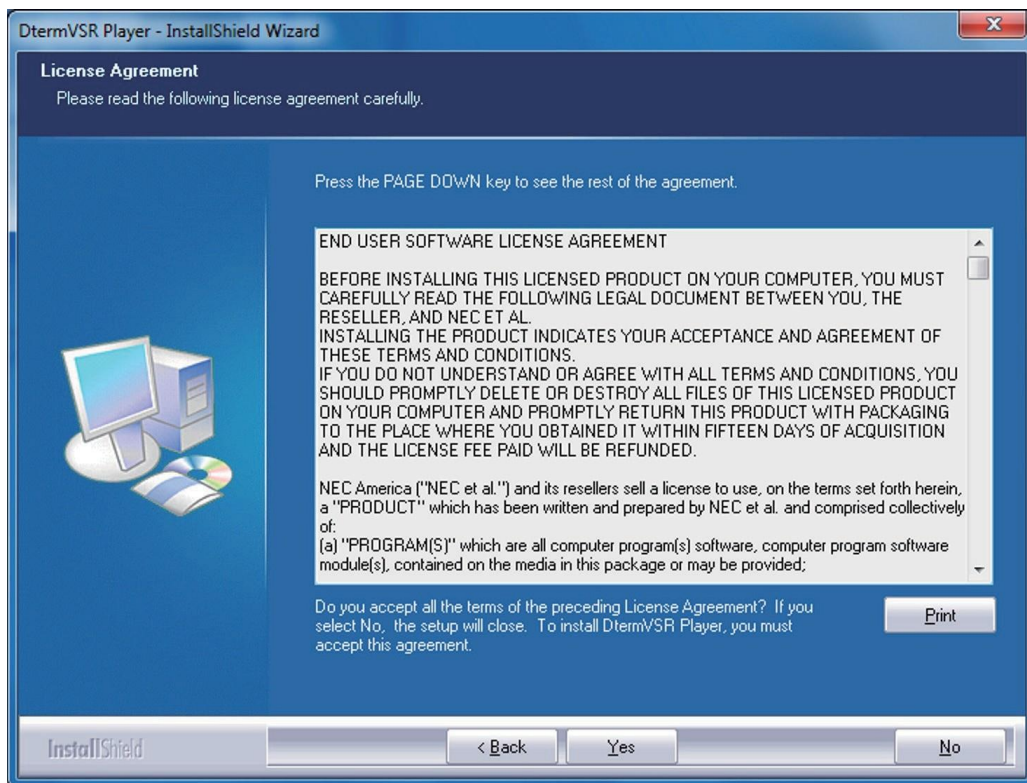 DtermVSR Player - InstallShield Wizard
License Agreement
Please read the following license agreement carefully.
Press the PAGE DOWN key to see the rest of the agreement.
END USER SOFTWARE LICENSE AGREEMENT
BEFORE INSTALLING THIS LICENSED PRODUCT ON YOUR COMPUTER, YOU MUST
CAREFULLY READ THE FOLLOWING LEGAL DOCUMENT BETWEEN YOU, THE
RESELLER, AND NEC ET AL.
INSTALLING THE PRODUCT INDICATES YOUR ACCEPTANCE AND AGREEMENT OF
THESE TERMS AND CONDITIONS.
IF YOU DO NOT UNDERSTAND OR AGREE WITH ALL TERMS AND CONDITIONS, YOU
SHOULD PROMPTLY DELETE OR DESTROY ALL FILES OF THIS LICENSED PRODUCT
ON YOUR COMPUTER AND PROMPTLY RETURN THIS PRODUCT WITH PACKAGING
TO THE PLACE WHERE YOU OBTAINED IT WITHIN FIFTEEN DAYS OF ACQUISITION
AND THE LICENSE FEE PAID WILL BE REFUNDED.
NEC America ("NEC et al.") and its resellers sell a license to use, on the terms set forth herein,
a "PRODUCT" which has been written and prepared by NEC et al. and comprised collectively
of:
(a) "PROGRAM(S)" which are all computer program(s) software, computer program software
module(s), contained on the media in this package or may be provided;
Do you accept all the terms of the preceding License Agreement? If you
select No, the setup will close. To install DtermVSR Player, you must
accept this agreement.
Print
InstallShield
< Back
Yes
No